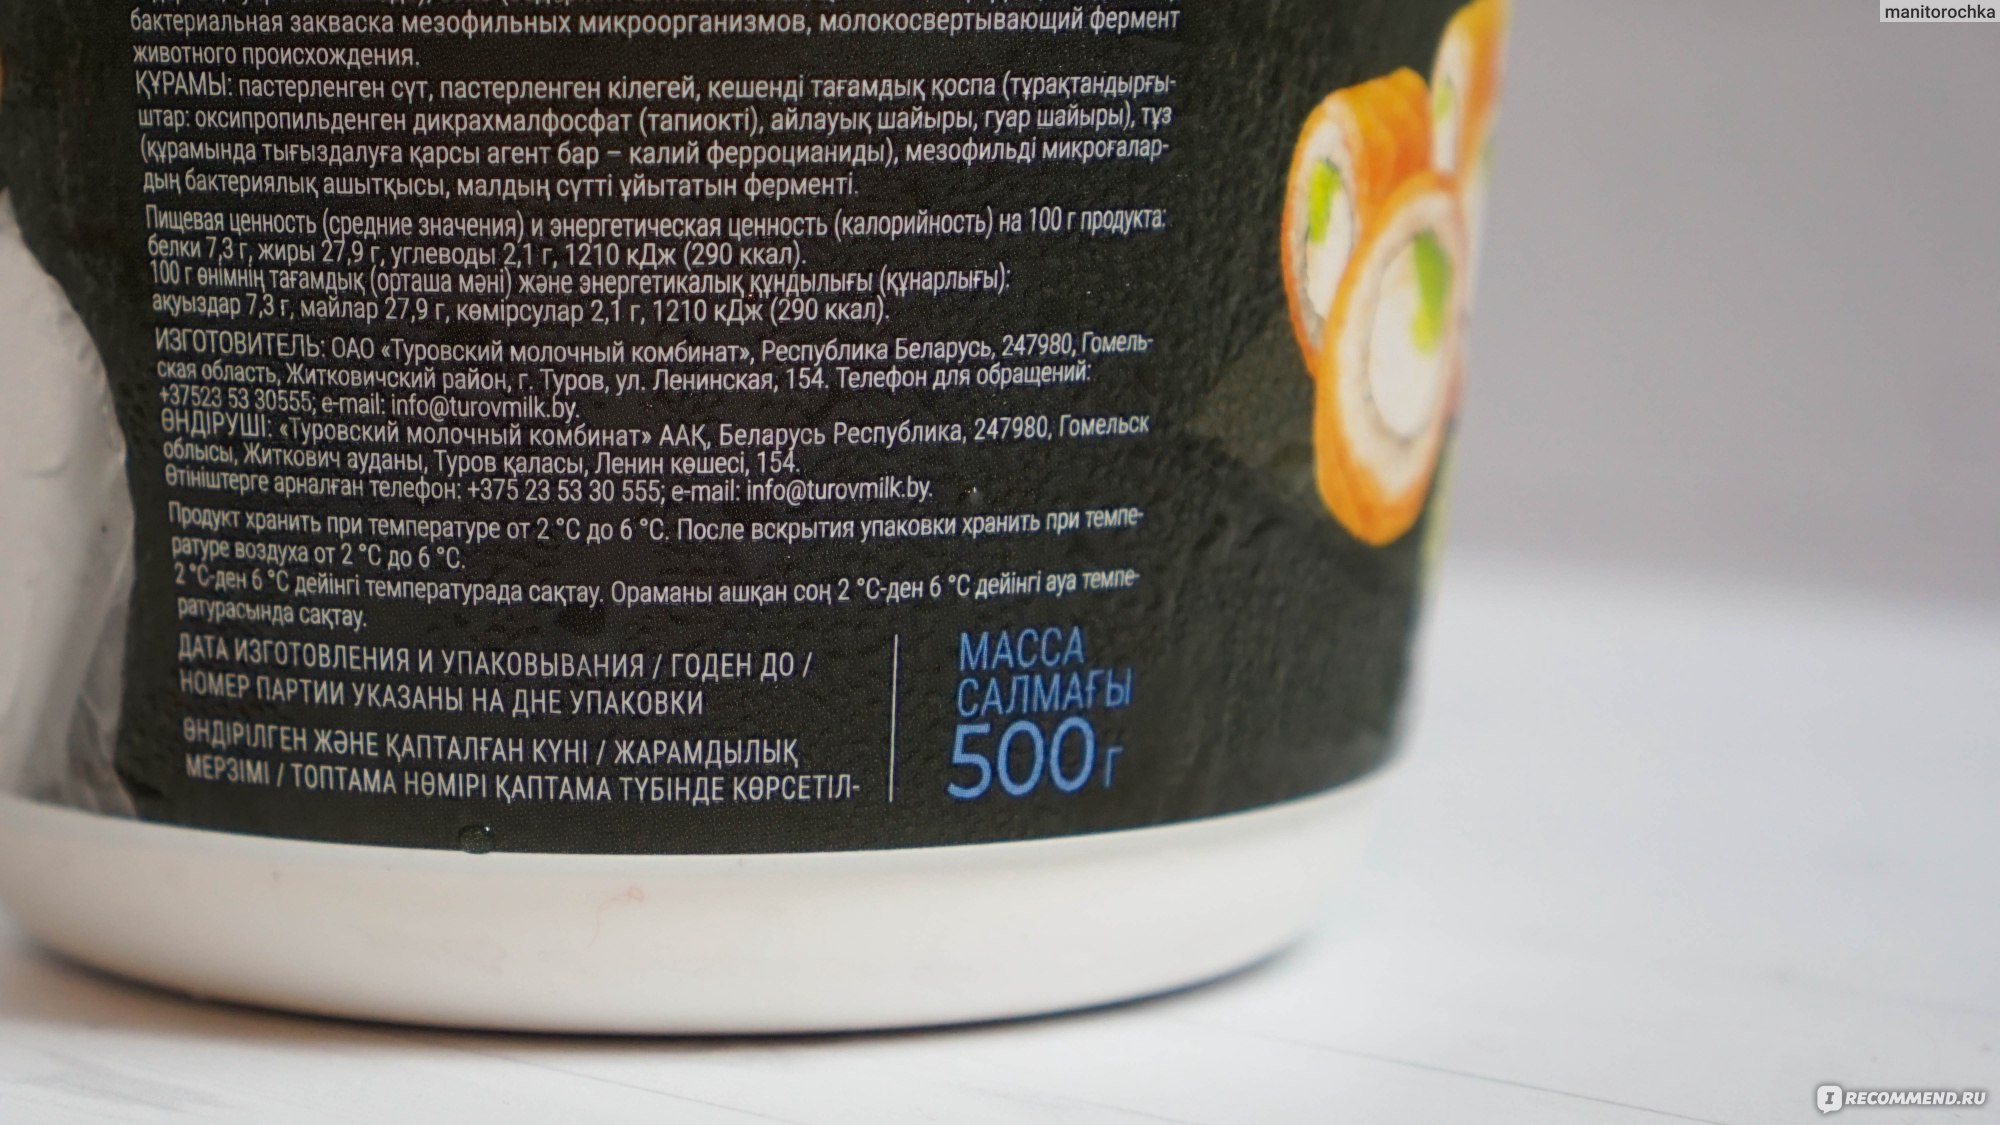 manitorochka
бактериальная закваска мезофильных микроорганизмов, молокосвертывающий фермент
животного происхождения.
ҚҰРАМЫ: пастерленген сүт, пастерленген кілегей, кешенді тағамдық қоспа (тұрақтандырғы-
штар: оксипропильденген дикрахмалфосфат (тапиокті), айлауық шайыры, гуар шайыры), тұз
(құрамында тығыздалуға қарсы агент бар – калий ферроцианиды), мезофильді микроғалар-
дың бактериялық ашытқысы, малдың сүтті ұйытатын ферменті.
Пищевая ценность (средние значения) и энергетическая ценность (калорийность) на 100 г продукта:
белки 7,3 г, жиры 27,9 г, углеводы 2,1 г, 1210 кДж (290 ккал).
100 г өнімнің тағамдық (орташа мәні) және энергетикалық құндылығы (құнарлығы):
ақуыздар 7,3 г, майлар 27,9 г, көмірсулар 2,1 г, 1210 кДж (290 ккал).
ИЗГОТОВИТЕЛЬ: ОАО «Туровский молочный комбинат», Республика Беларусь, 247980, Гомель-
ская область, Житковичский район, г. Туров, ул. Ленинская, 154. Телефон для обращений:
+37523 53 30555; e-mail: info@turovmilk.by.
ӨНДІРУШІ: «Туровский молочный комбинат» ААҚ, Беларусь Республика, 247980, Гомельск
облысы, Житкович ауданы, Туров қаласы, Ленин көшесі, 154.
Өтініштерге арналған телефон: +375 23 53 30 555; e-mail: info@turovmilk.by.
Продукт хранить при температуре от 2 °C до 6 °C. После вскрытия упаковки хранить при темпе-
ратуре воздуха от 2 °C до 6 °C.
2 °C-ден 6 °C дейінгі температурада сақтау. Ораманы ашқан соң 2 °C-ден 6 °C дейінгі ауа темпе-
ратурасында сақтау.
ДАТА ИЗГОТОВЛЕНИЯ И УПАКОВЫВАНИЯ / ГОДЕН ДО /
НОМЕР ПАРТИИ УКАЗАНЫ НА ДНЕ УПАКОВКИ
ӨНДІРІЛГЕН ЖӘНЕ ҚАПТАЛҒАН КҮНІ / ЖАРАМДЫЛЫҚ
МЕРЗІМІ / ТОПТАМА НӨМІРІ ҚАПТАМА ТҮБІНДЕ КӨРСЕТІЛ-
МАССА
САЛМАҒЫ
500 г
IRECOMMEND.RU